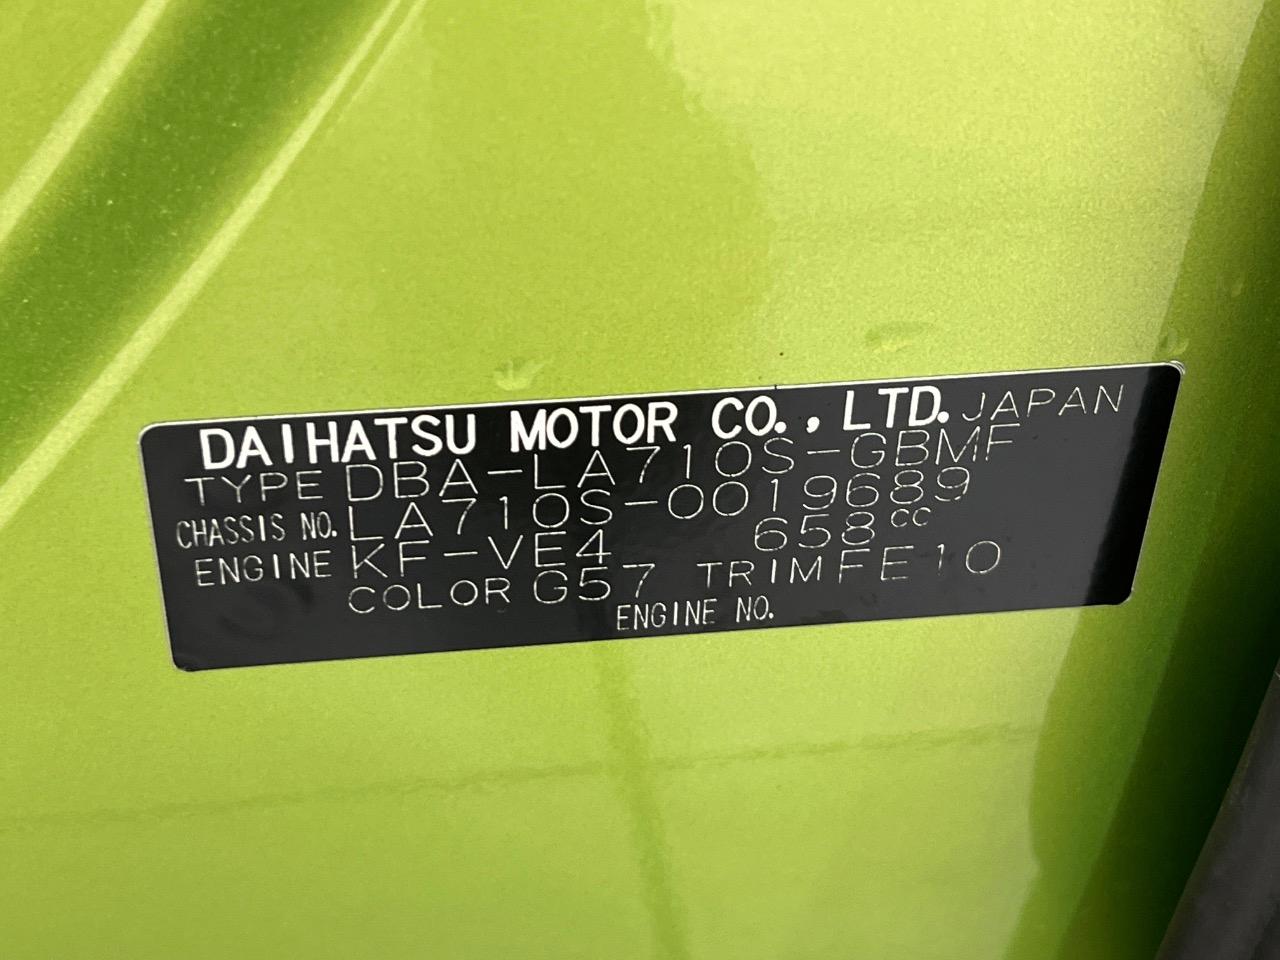 DAIHATSU MOTOR CO., LTD. JAPAN
TYPE DBA-LA710S-GBMF
CHASSIS NO. LA710S-0019689
ENGINE KF-VE4 658cc
COLOR G57 TRIM FE10
ENGINE NO.